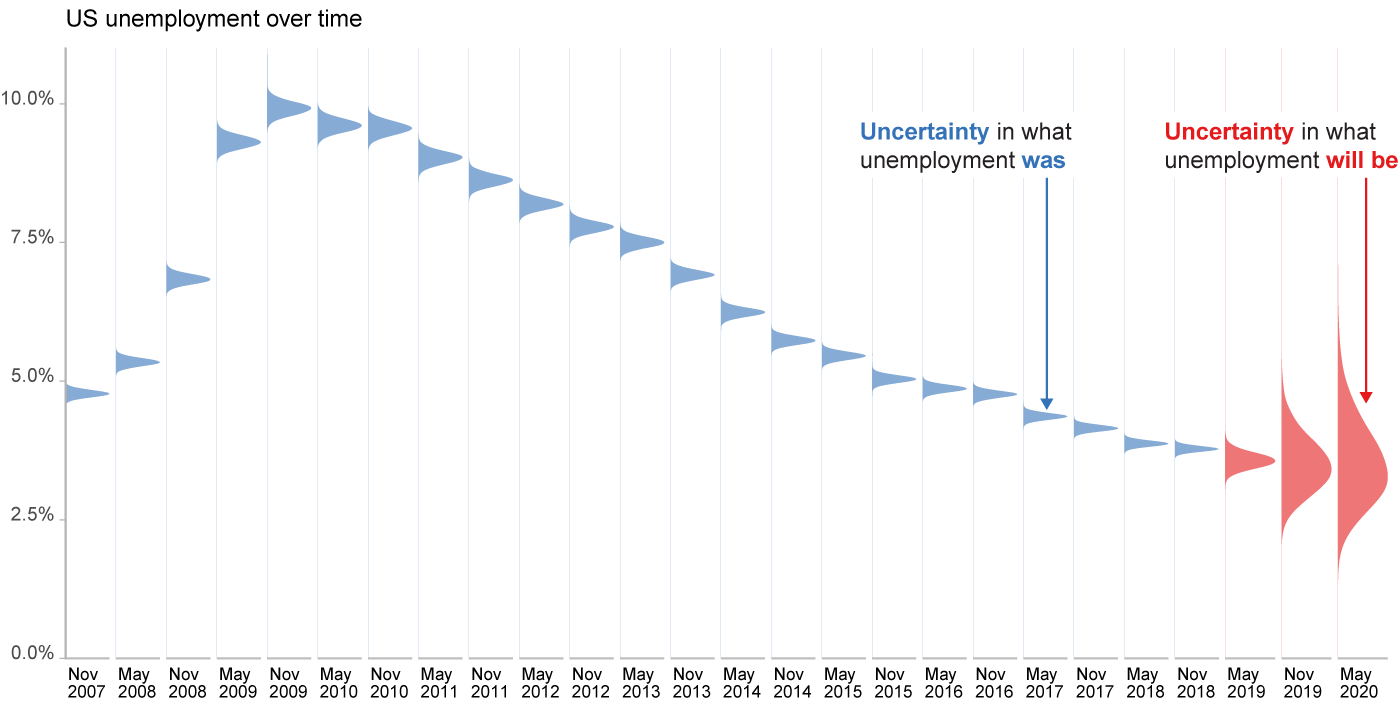 US unemployment over time
10.0%
7.5%
5.0%
2.5%
0.0%
Uncertainty in what
unemployment was
Uncertainty in what
unemployment will be
Nov
2007
May
2008
Nov
2008
May
2009
Nov
2009
May
2010
Nov
2010
May
2011
Nov
2011
May
2012
Nov
2012
May
2013
Nov
2013
May
2014
Nov
2014
May
2015
Nov
2015
May
2016
Nov
2016
May
2017
Nov
2017
May
2018
Nov
2018
May
2019
Nov
2019
May
2020